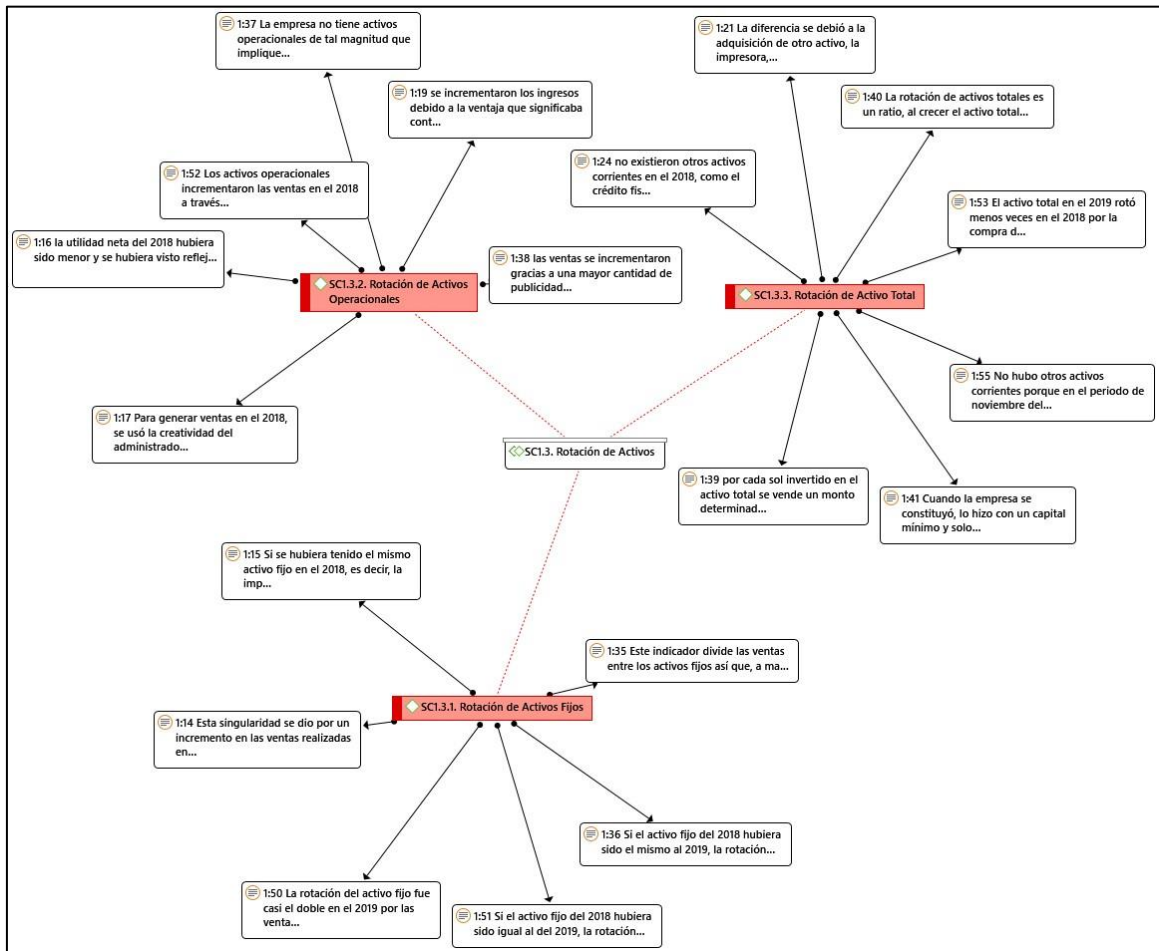 1:37 La empresa no tiene activos
operacionales de tal magnitud que
implique...
1:19 se incrementaron los ingresos
debido a la ventaja que significaba
cont...
1:52 Los activos operacionales
incrementaron las ventas en el 2018
a través...
1:16 la utilidad neta del 2018 hubiera
sido menor y se hubiera visto reflej...
1:38 las ventas se incrementaron
gracias a una mayor cantidad de
publicidad...
SC1.3.2. Rotación de Activos
Operacionales
1:17 Para generar ventas en el 2018,
se usó la creatividad del
administrado...
1:21 La diferencia se debió a la
adquisición de otro activo, la
impresora,...
1:40 La rotación de activos totales es
un ratio, al crecer el activo total...
1:24 no existieron otros activos
corrientes en el 2018, como el
crédito fis...
1:53 El activo total en el 2019 rotó
menos veces en el 2018 por la
compra d...
SC1.3.3. Rotación de Activo Total
1:55 No hubo otros activos
corrientes porque en el periodo de
noviembre del...
1:39 por cada sol invertido en el
activo total se vende un monto
determinad...
1:41 Cuando la empresa se
constituyó, lo hizo con un capital
mínimo y solo...
SC1.3. Rotación de Activos
1:15 Si se hubiera tenido el mismo
activo fijo en el 2018, es decir, la
imp...
1:35 Este indicador divide las ventas
entre los activos fijos así que, a ma...
SC1.3.1. Rotación de Activos Fijos
1:14 Esta singularidad se dio por un
incremento en las ventas realizadas
en...
1:36 Si el activo fijo del 2018 hubiera
sido el mismo al 2019, la rotación...
1:50 La rotación del activo fijo fue
casi el doble en el 2019 por las
venta...
1:51 Si el activo fijo del 2018 hubiera
sido igual al del 2019, la rotación...